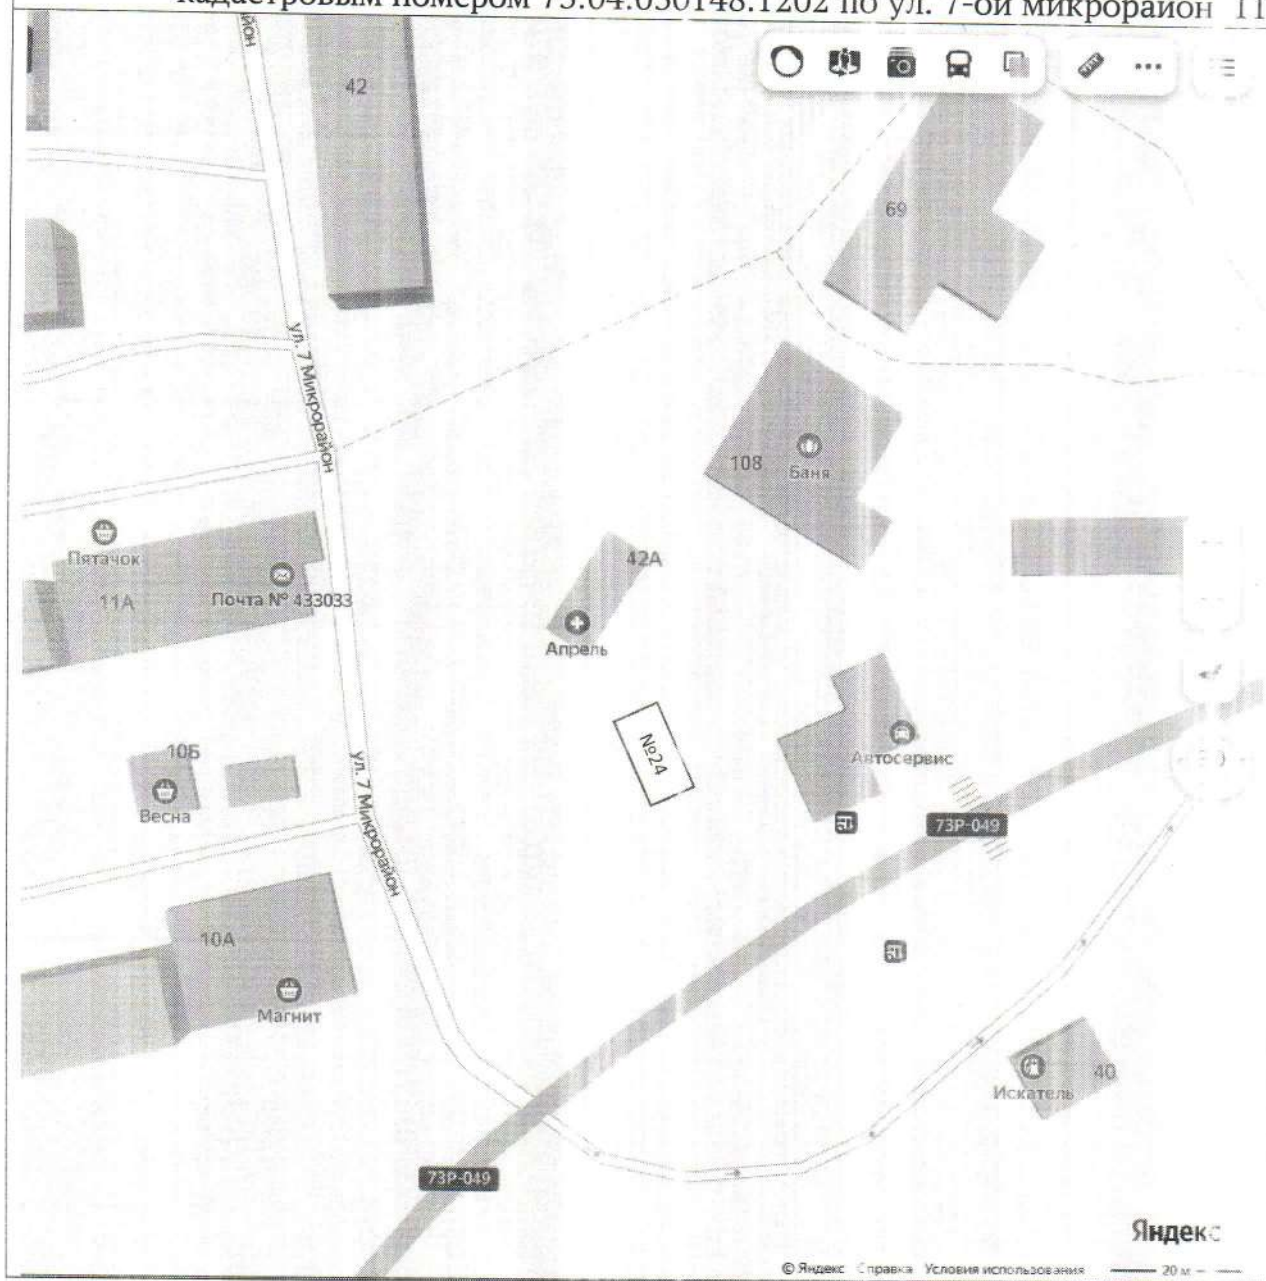 кадастровым номером 73:04:030148:1202 по ул. 7-ой микрорайон 11
йон
42
69
ул. 7 Микрорайон
108
Баня
Пятачок
11А
Почта № 433033
42А
Апрель
№24
Автосервис
10Б
Весна
ул. 7 Микрорайон
73Р-049
10А
Магнит
Искатель
40
73Р-049
Яндекс
© Яндекс Справка Условия использования 20 м